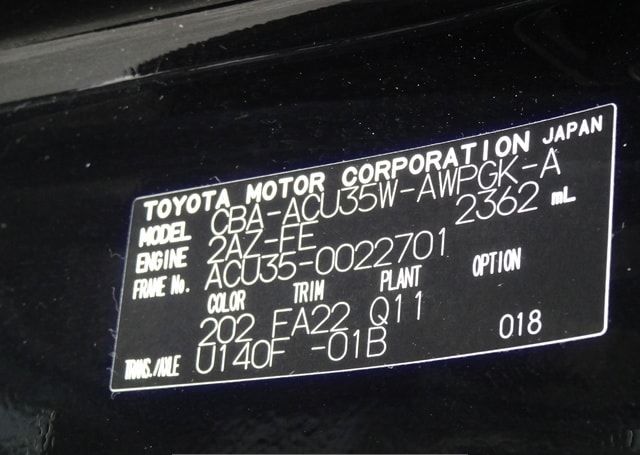 TOYOTA MOTOR CORPORATION JAPAN
MODEL CBA-ACU35W-AWPGK-A
ENGINE 2AZ-FE 2362 mL
FRAME No. ACU35-0022701
COLOR TRIM PLANT OPTION
202 FA22 Q11
TRANS./AXLE U140F -01B 018